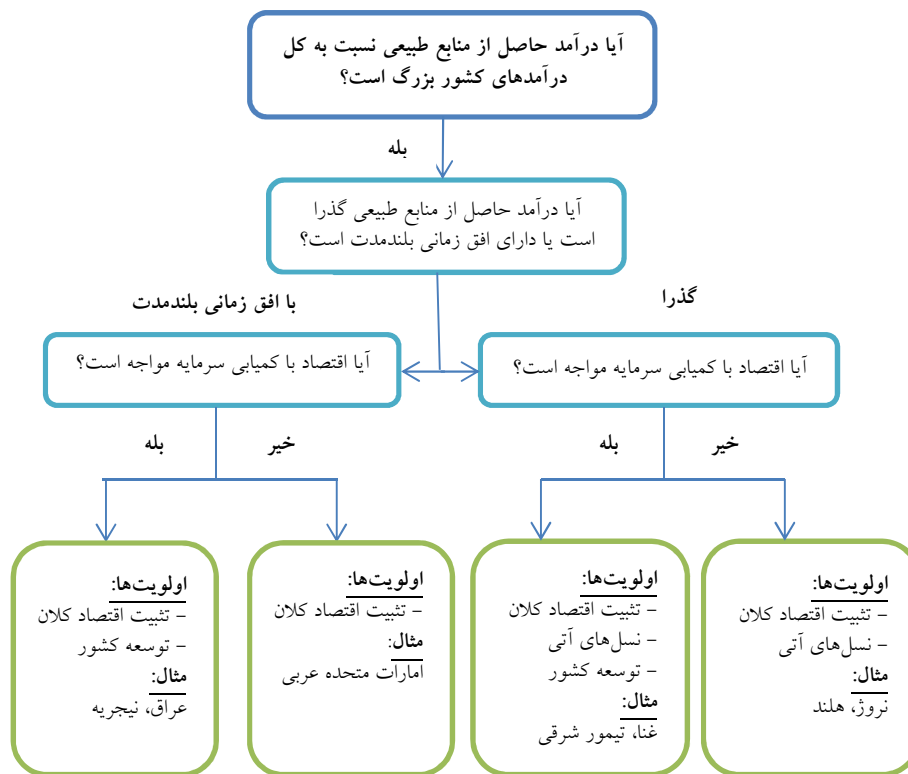 آیا درآمد حاصل از منابع طبیعی نسبت به کل
درآمدهای کشور بزرگ است؟
بله
آیا درآمد حاصل از منابع طبیعی گذرا
است یا دارای افق زمانی بلندمدت است؟
گذرا
با افق زمانی بلندمدت
آیا اقتصاد با کمیابی سرمایه مواجه است؟
آیا اقتصاد با کمیابی سرمایه مواجه است؟
خیر
بله
خیر
بله
اولویت‌ها:
– تثبیت اقتصاد کلان
– نسل‌های آتی
مثال:
نروژ، هلند
اولویت‌ها:
– تثبیت اقتصاد کلان
– نسل‌های آتی
– توسعه کشور
مثال:
غنا، تیمور شرقی
اولویت‌ها:
– تثبیت اقتصاد کلان
مثال:
امارات متحده عربی
اولویت‌ها:
– تثبیت اقتصاد کلان
– توسعه کشور
مثال:
عراق، نیجریه